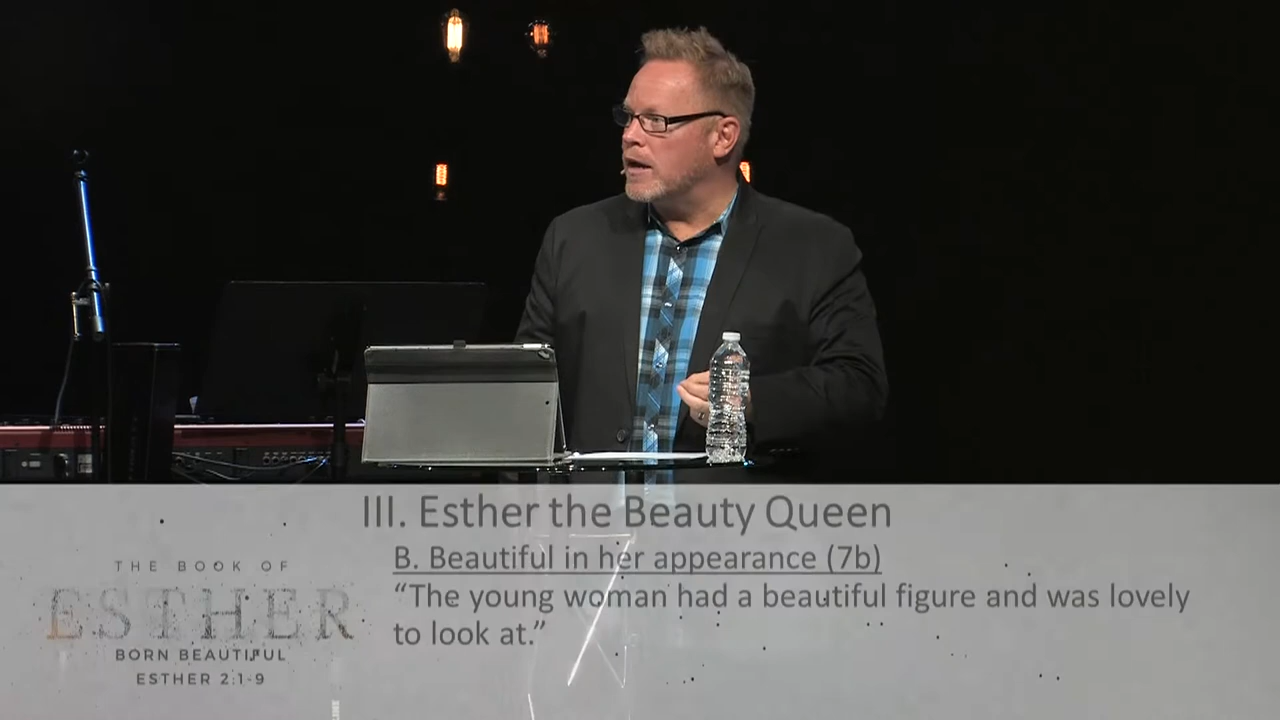 III. Esther the Beauty Queen
B. Beautiful in her appearance (7b)
“The young woman had a beautiful figure and was lovely
to look at.”
THE BOOK OF
ESTHER
BORN BEAUTIFUL
ESTHER 2:1-9